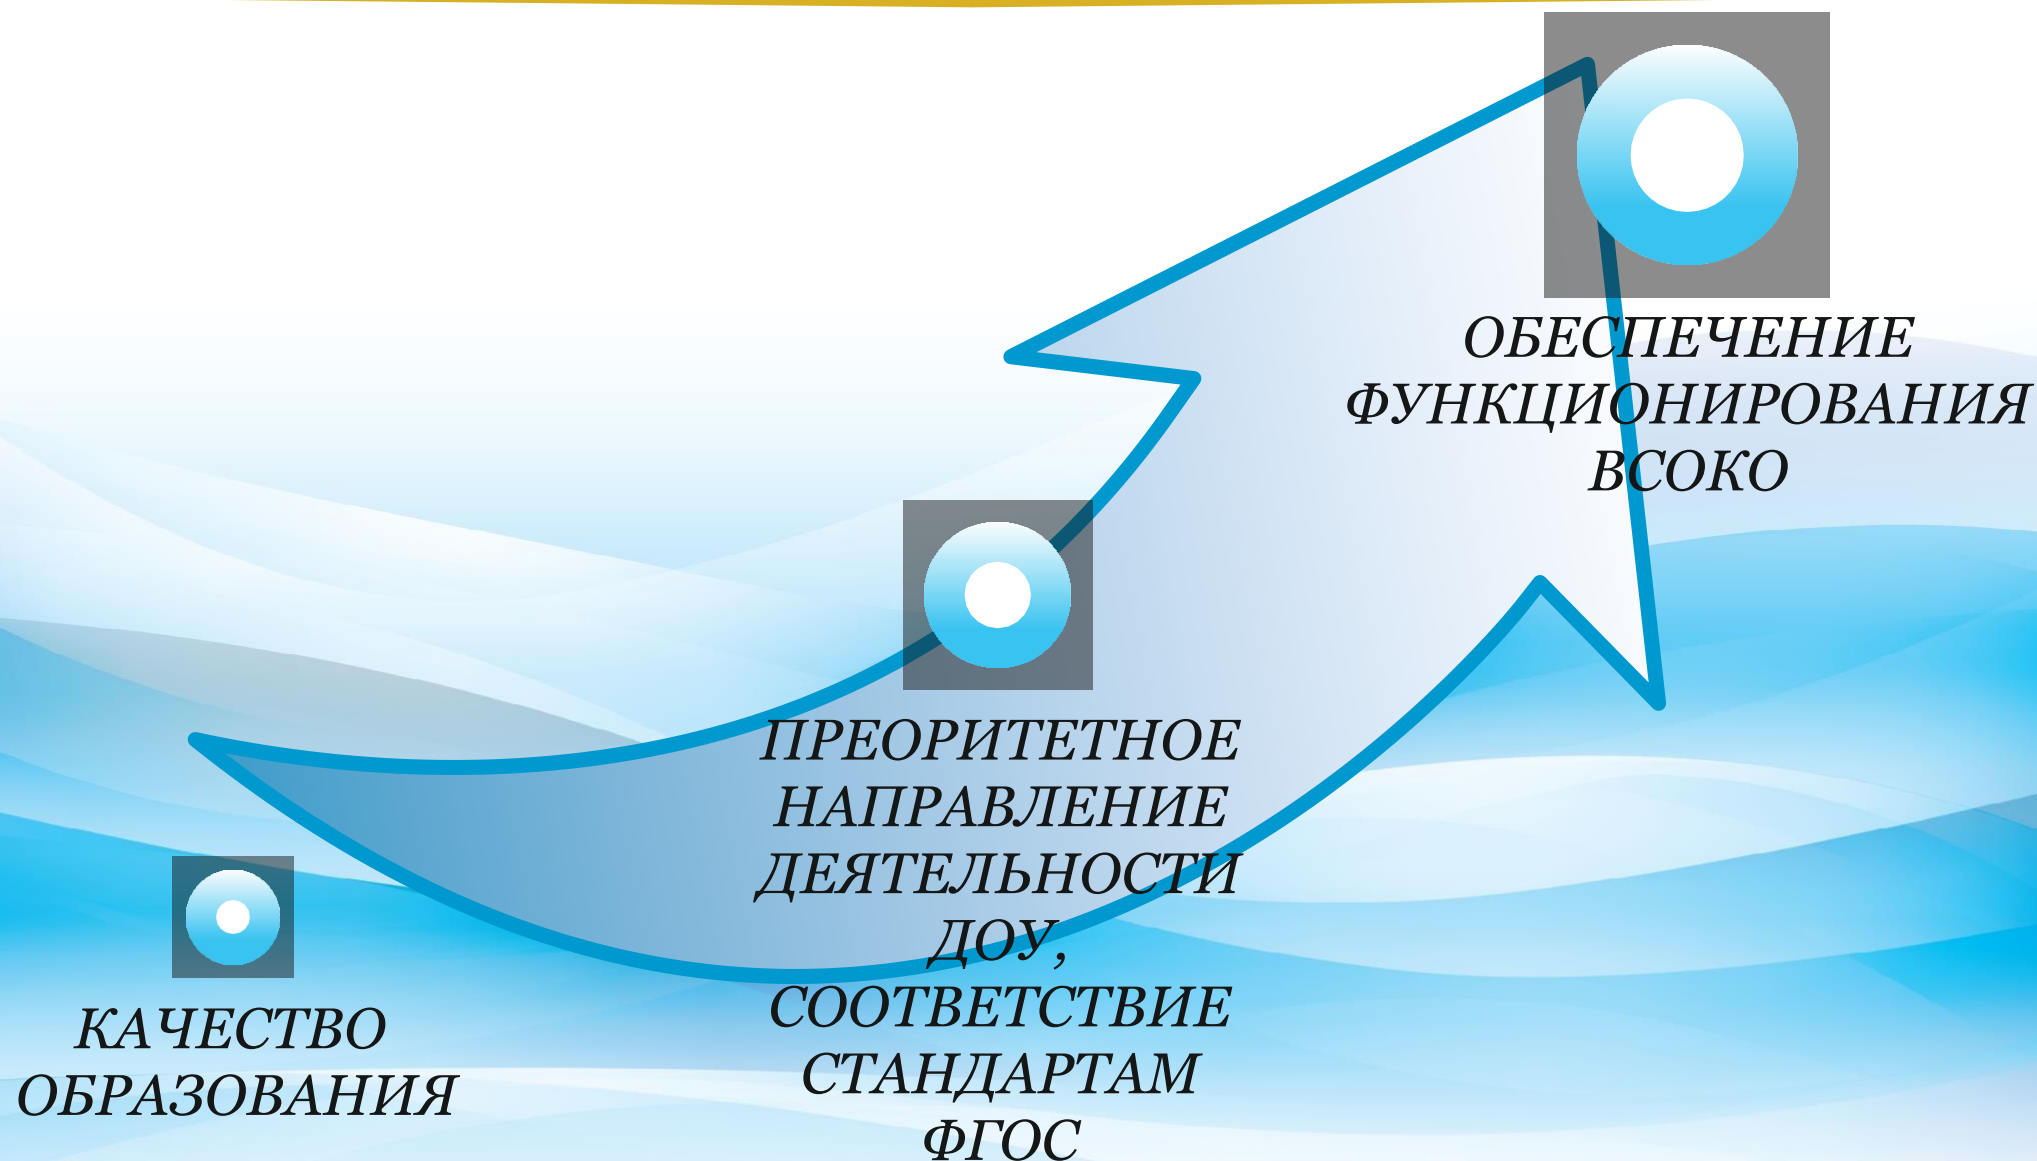 КАЧЕСТВО
ОБРАЗОВАНИЯ
ПРЕОРИТЕТНОЕ
НАПРАВЛЕНИЕ
ДЕЯТЕЛЬНОСТИ
ДОУ,
СООТВЕТСТВИЕ
СТАНДАРТАМ
ФГОС
ОБЕСПЕЧЕНИЕ
ФУНКЦИОНИРОВАНИЯ
ВСОКО